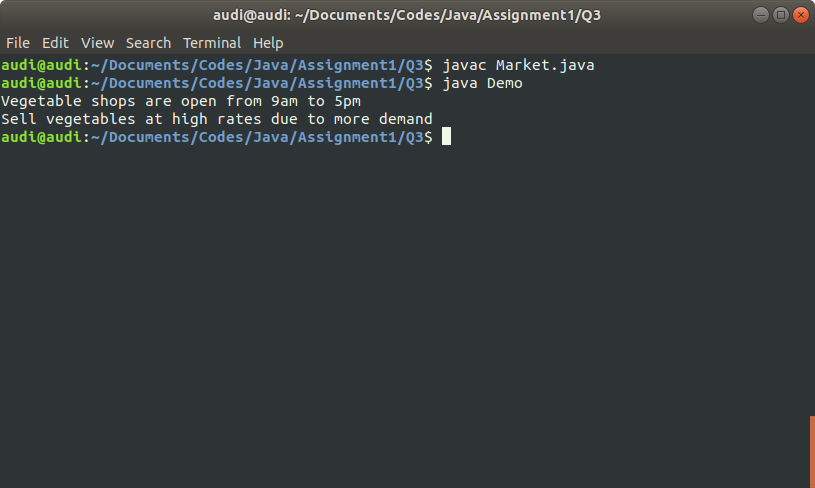 audi@audi: ~/Documents/Codes/Java/Assignment1/Q3
File Edit View Search Terminal Help
audi@audi:~/Documents/Codes/Java/Assignment1/Q3$ javac Market.java
audi@audi:~/Documents/Codes/Java/Assignment1/Q3$ java Demo
Vegetable shops are open from 9am to 5pm
Sell vegetables at high rates due to more demand
audi@audi:~/Documents/Codes/Java/Assignment1/Q3$